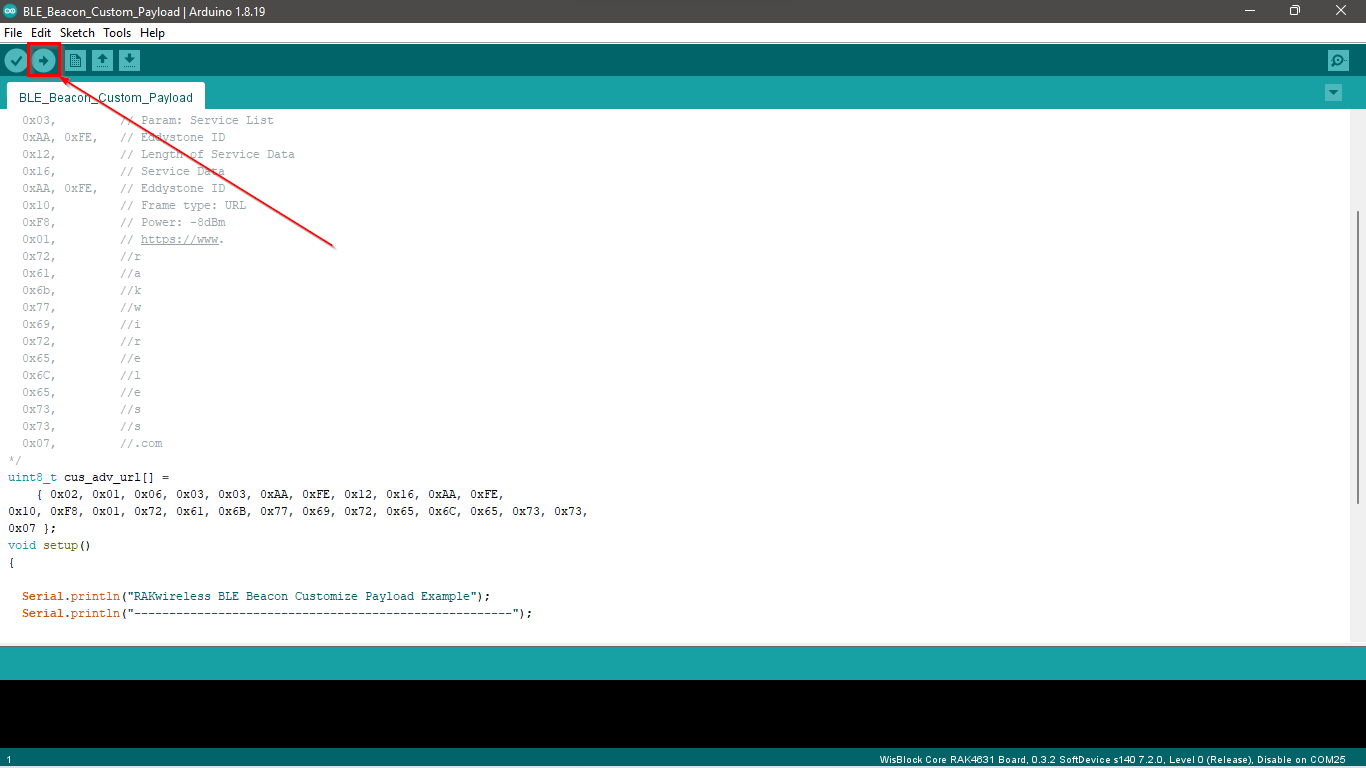 BLE_Beacon_Custom_Payload | Arduino 1.8.19
File Edit Sketch Tools Help
BLE_Beacon_Custom_Payload
0x03, // Param: Service List
0xAA, 0xFE, // Eddystone ID
0x12, // Length of Service Data
0x16, // Service Data
0xAA, 0xFE, // Eddystone ID
0x10, // Frame type: URL
0xF8, // Power: -8dBm
0x01, // https://www.
0x72, //r
0x61, //a
0x6b, //k
0x77, //w
0x69, //i
0x72, //r
0x65, //e
0x6C, //l
0x65, //e
0x73, //s
0x73, //s
0x07, //.com
*/
uint8_t cus_adv_url[] =
{ 0x02, 0x01, 0x06, 0x03, 0x03, 0xAA, 0xFE, 0x12, 0x16, 0xAA, 0xFE,
0x10, 0xF8, 0x01, 0x72, 0x61, 0x6B, 0x77, 0x69, 0x72, 0x65, 0x6C, 0x65, 0x73, 0x73,
0x07 };
void setup()
{
Serial.println("RAKwireless BLE Beacon Customize Payload Example");
Serial.println("------------------------------------------------------");
1
WisBlock Core RAK4631 Board, 0.3.2 SoftDevice s140 7.2.0, Level 0 (Release), Disable on COM25